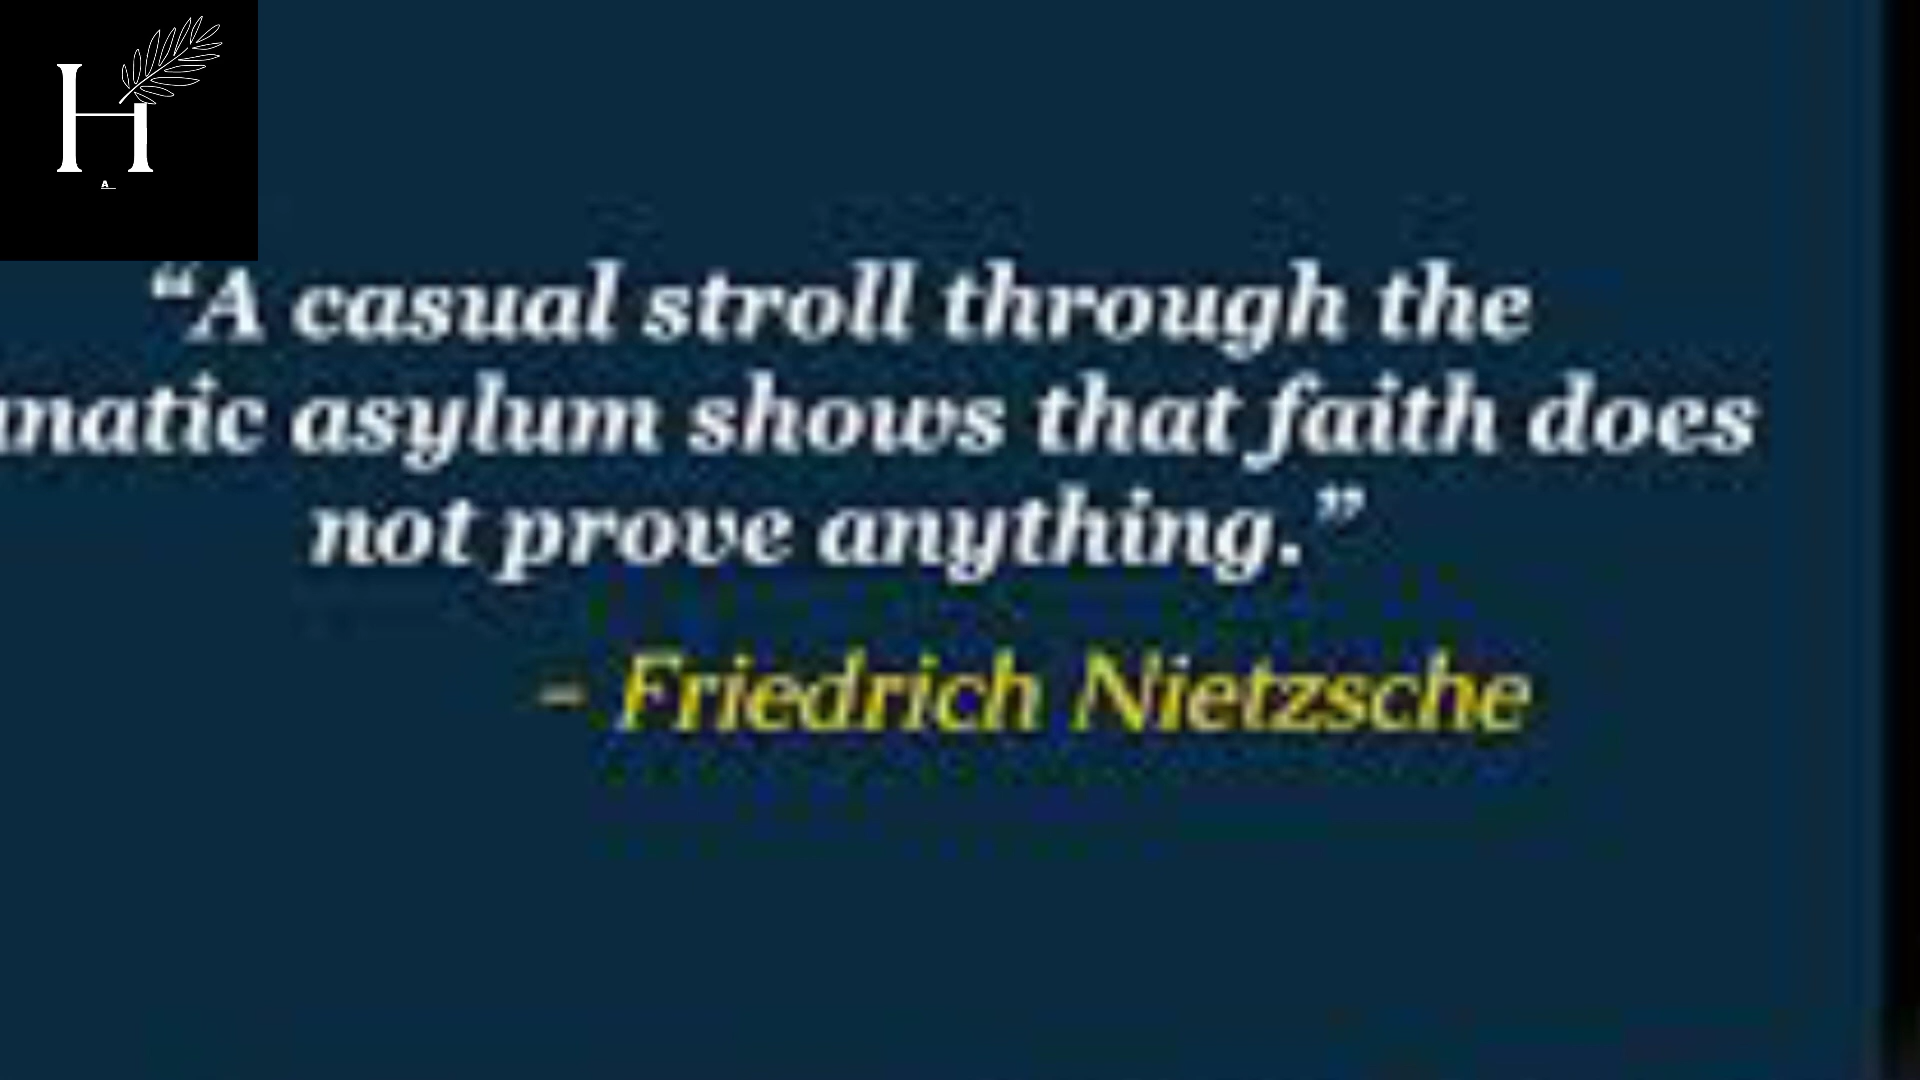 H
A
“A casual stroll through the
natic asylum shows that faith does
not prove anything.”
– Friedrich Nietzsche